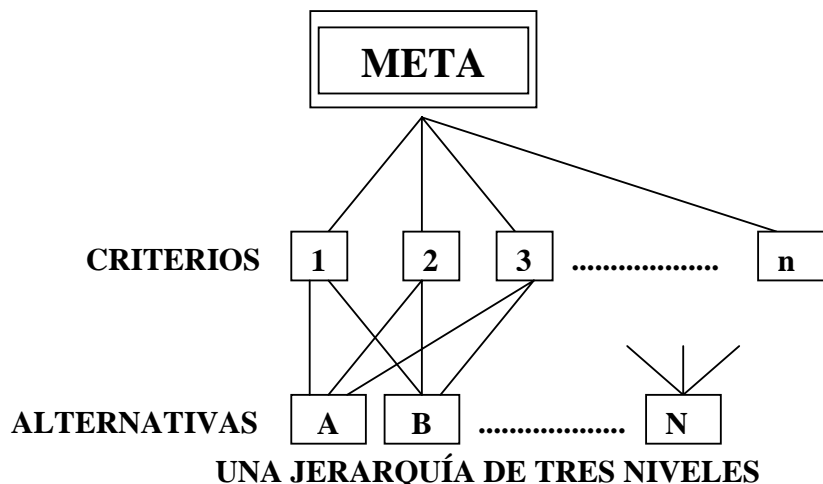 META
CRITERIOS 1 2 3 ................... n
ALTERNATIVAS A B ................... N
UNA JERARQUÍA DE TRES NIVELES